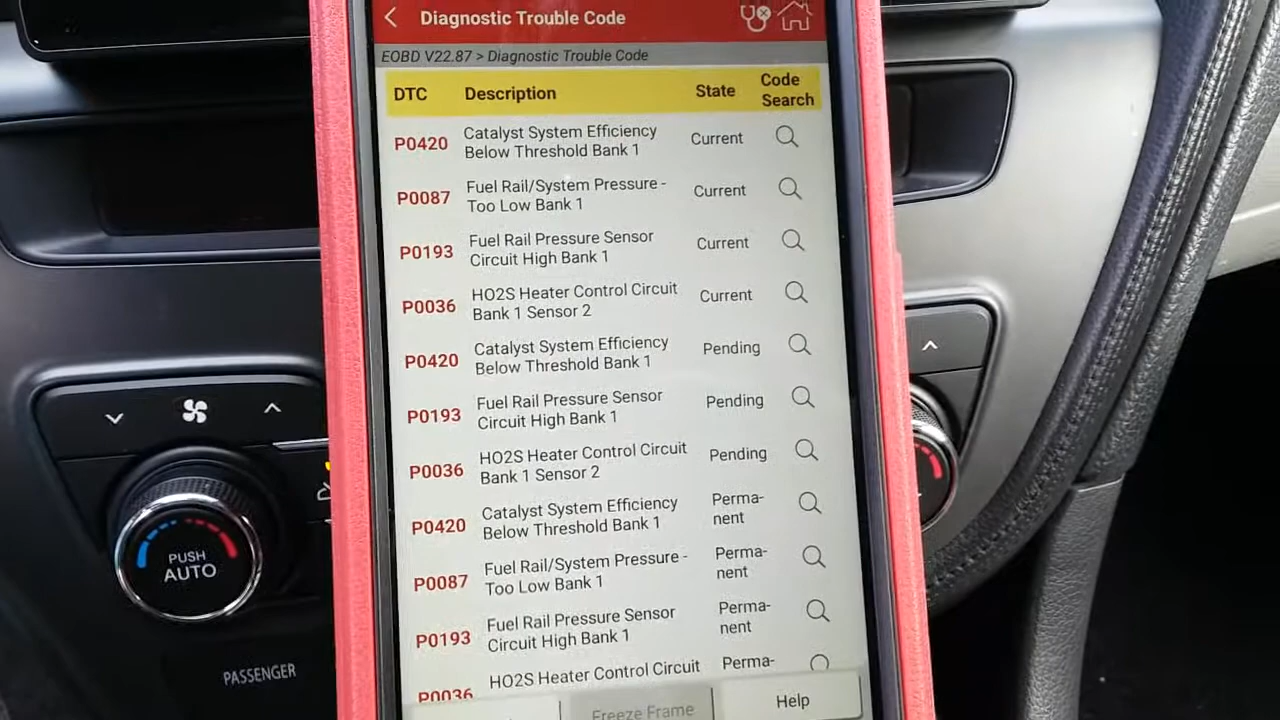 Diagnostic Trouble Code
EOBD V22.87 > Diagnostic Trouble Code
DTC Description State Code Search
P0420 Catalyst System Efficiency Below Threshold Bank 1 Current
P0087 Fuel Rail/System Pressure - Too Low Bank 1 Current
P0193 Fuel Rail Pressure Sensor Circuit High Bank 1 Current
P0036 HO2S Heater Control Circuit Bank 1 Sensor 2 Current
P0420 Catalyst System Efficiency Below Threshold Bank 1 Pending
P0193 Fuel Rail Pressure Sensor Circuit High Bank 1 Pending
P0036 HO2S Heater Control Circuit Bank 1 Sensor 2 Pending
P0420 Catalyst System Efficiency Below Threshold Bank 1 Perma-nent
P0087 Fuel Rail/System Pressure - Too Low Bank 1 Perma-nent
P0193 Fuel Rail Pressure Sensor Circuit High Bank 1 Perma-nent
P0036 HO2S Heater Control Circuit Perma-
Freeze Frame
Help
PUSH
AUTO
PASSENGER